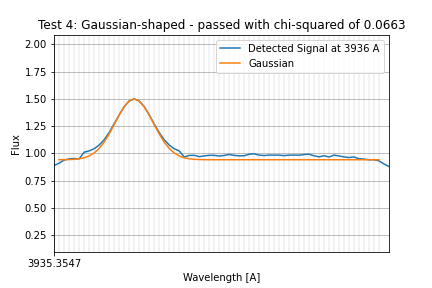 Test 4: Gaussian-shaped - passed with chi-squared of 0.0663
2.00
1.75
1.50
1.25
1.00
0.75
0.50
0.25
Flux
Detected Signal at 3936 A
Gaussian
3935.3547
Wavelength [A]